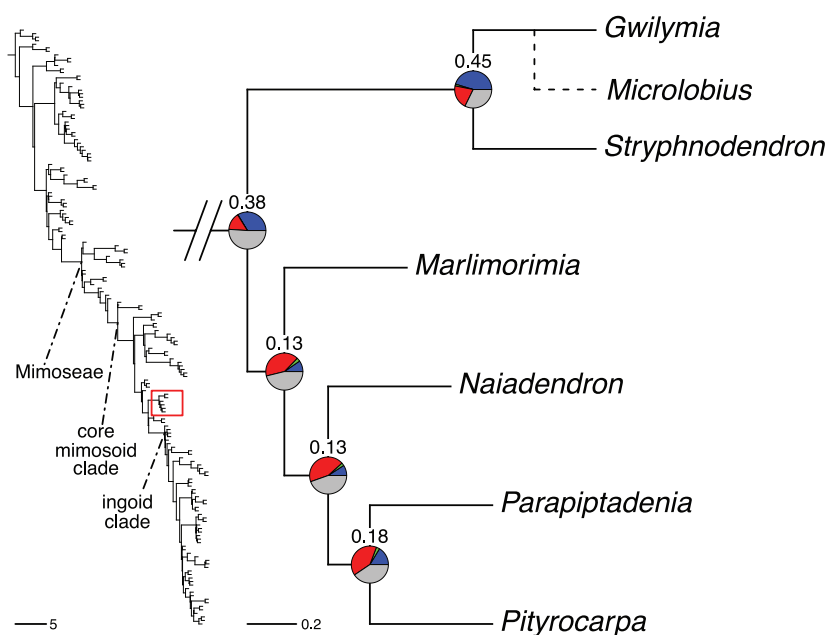 Gwilymia
0.45
Microlobius
Stryphnodendron
0.38
Marlimorimia
0.13
Mimoseae
Naiadendron
0.13
core
mimosoid
clade
ingoid
clade
Parapiptadenia
0.18
Pityrocarpa
5
0.2